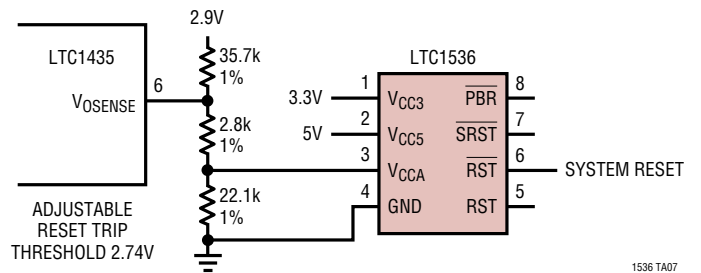 2.9V
LTC1435
35.7k
1%
LTC1536
6
VOSENSE
2.8k
1%
22.1k
1%
3.3V
1
VCC3
PBR
8
5V
2
VCC5
SRST
7
3
VCCA
RST
6
SYSTEM RESET
4
GND
RST
5
ADJUSTABLE
RESET TRIP
THRESHOLD 2.74V
1536 TA07